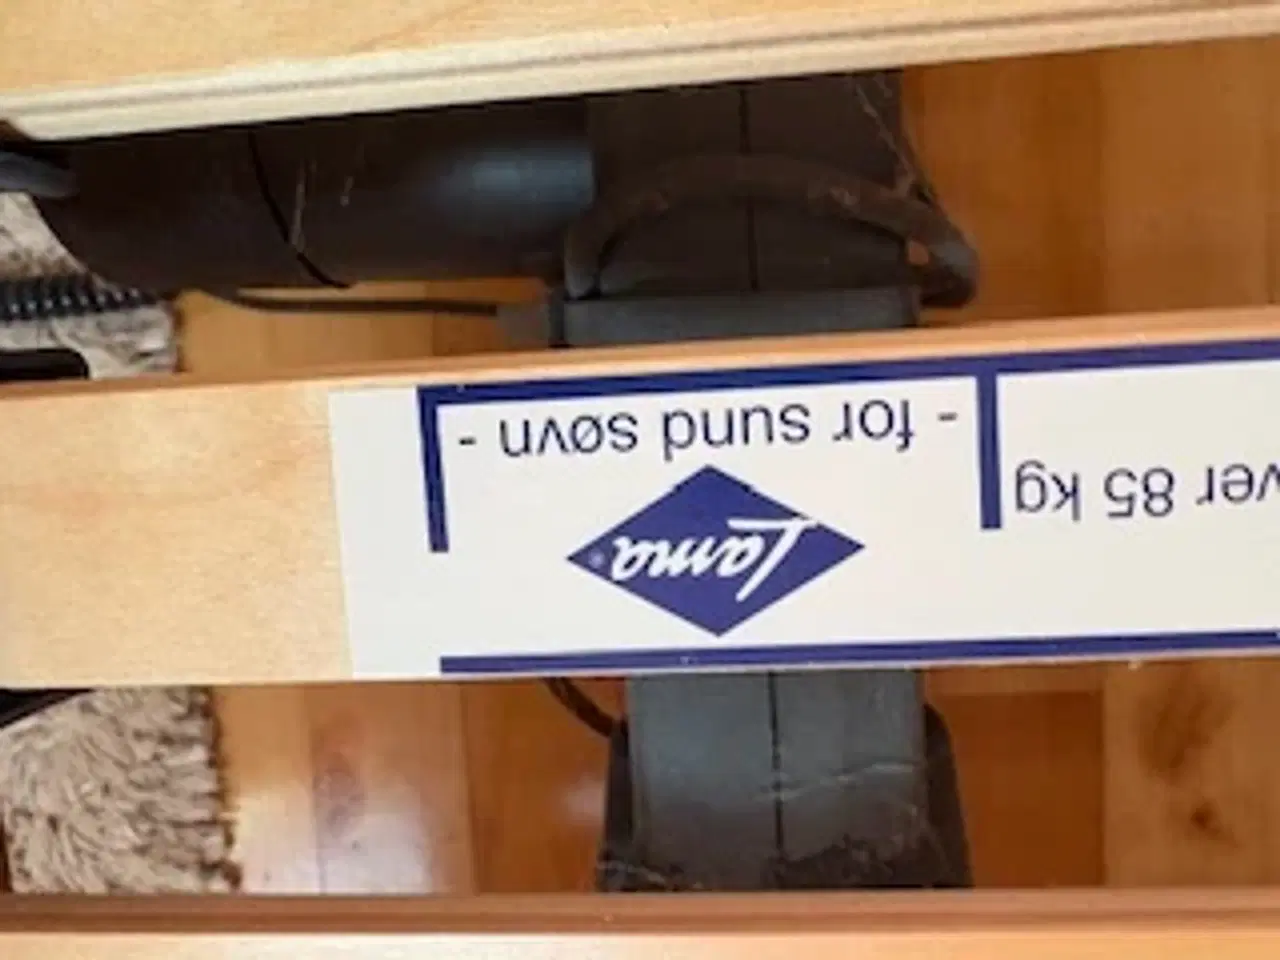 - for sund søvn -
Lama®
ver 85 kg